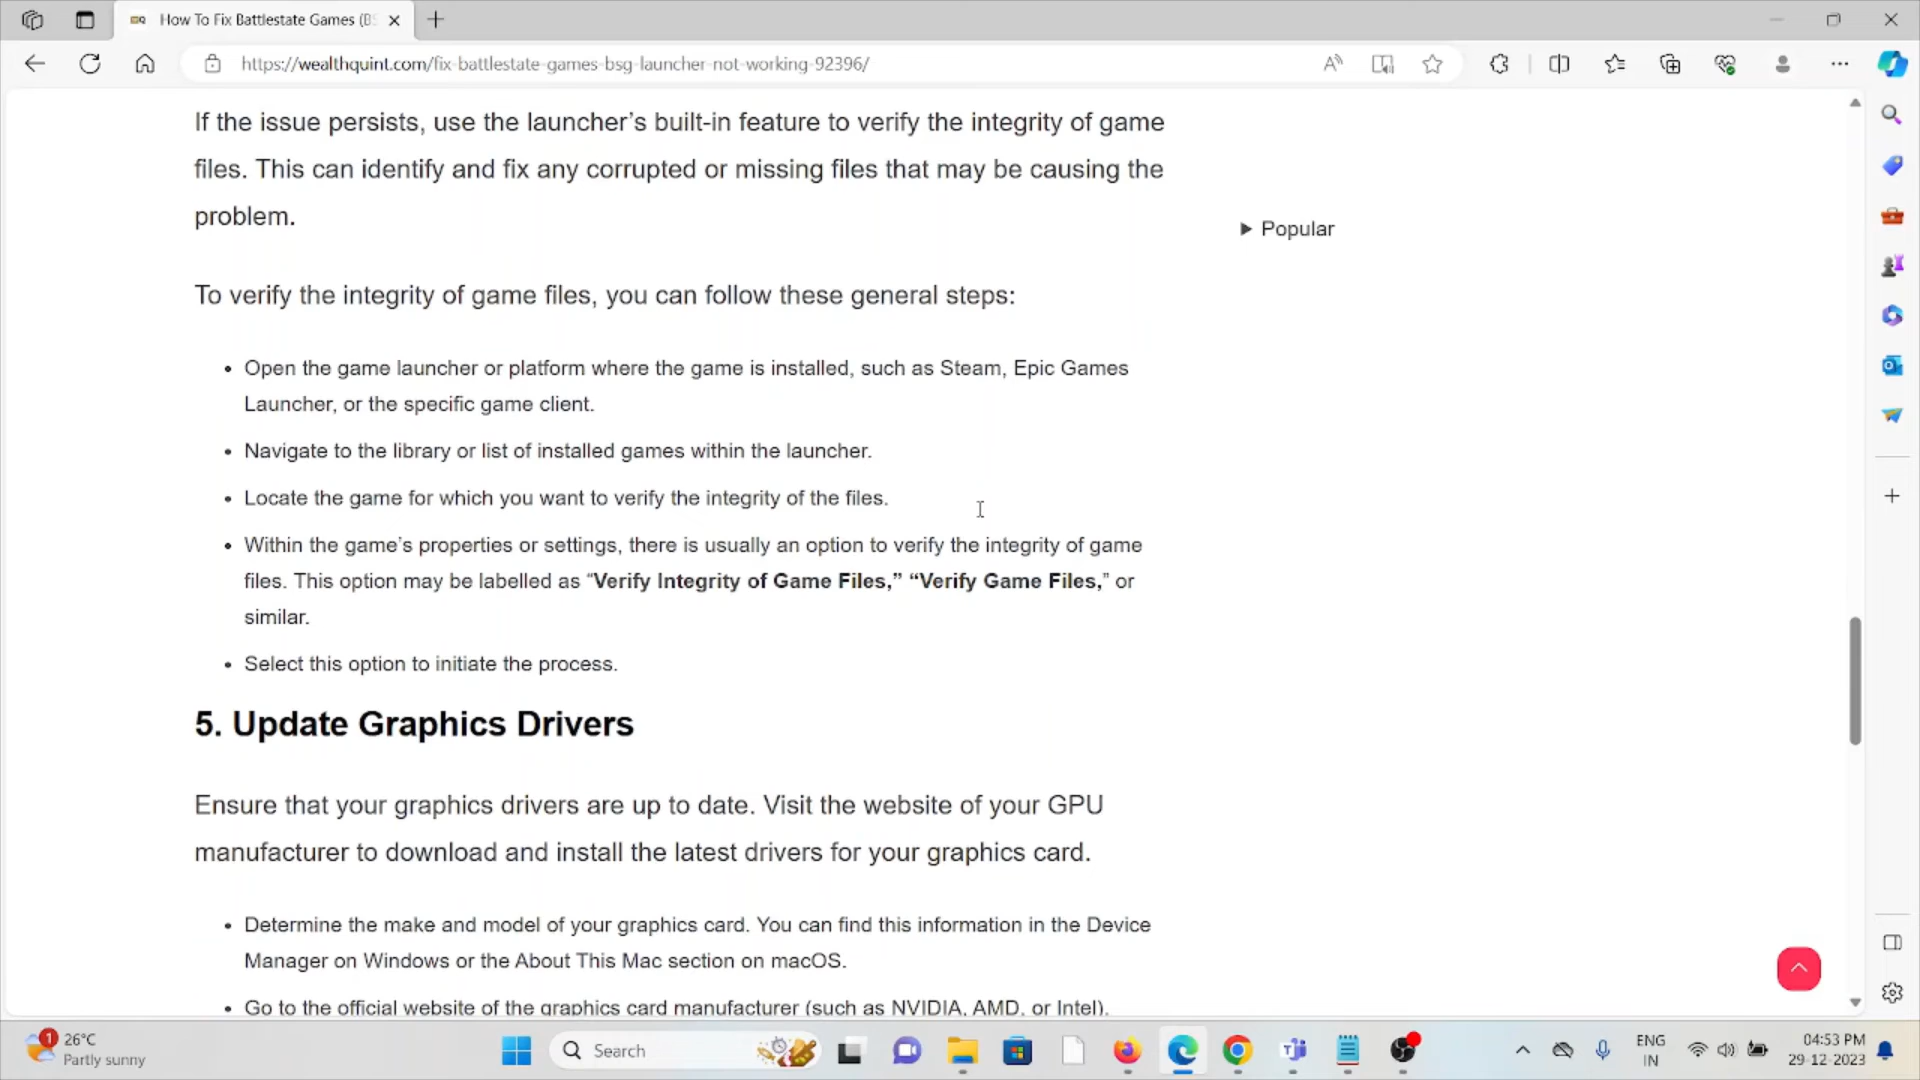 How To Fix Battlestate Games (BS
https://wealthquint.com/fix-battlestate-games-bsg-launcher-not-working-92396/
If the issue persists, use the launcher’s built-in feature to verify the integrity of game
files. This can identify and fix any corrupted or missing files that may be causing the
problem.
▶ Popular
To verify the integrity of game files, you can follow these general steps:
• Open the game launcher or platform where the game is installed, such as Steam, Epic Games
Launcher, or the specific game client.
• Navigate to the library or list of installed games within the launcher.
• Locate the game for which you want to verify the integrity of the files.
• Within the game’s properties or settings, there is usually an option to verify the integrity of game
files. This option may be labelled as “Verify Integrity of Game Files,” “Verify Game Files,” or
similar.
• Select this option to initiate the process.
5. Update Graphics Drivers
Ensure that your graphics drivers are up to date. Visit the website of your GPU
manufacturer to download and install the latest drivers for your graphics card.
• Determine the make and model of your graphics card. You can find this information in the Device
Manager on Windows or the About This Mac section on macOS.
• Go to the official website of the graphics card manufacturer (such as NVIDIA, AMD, or Intel).
1
26°C
Partly sunny
Search
ENG
IN
04:53 PM
29-12-2023